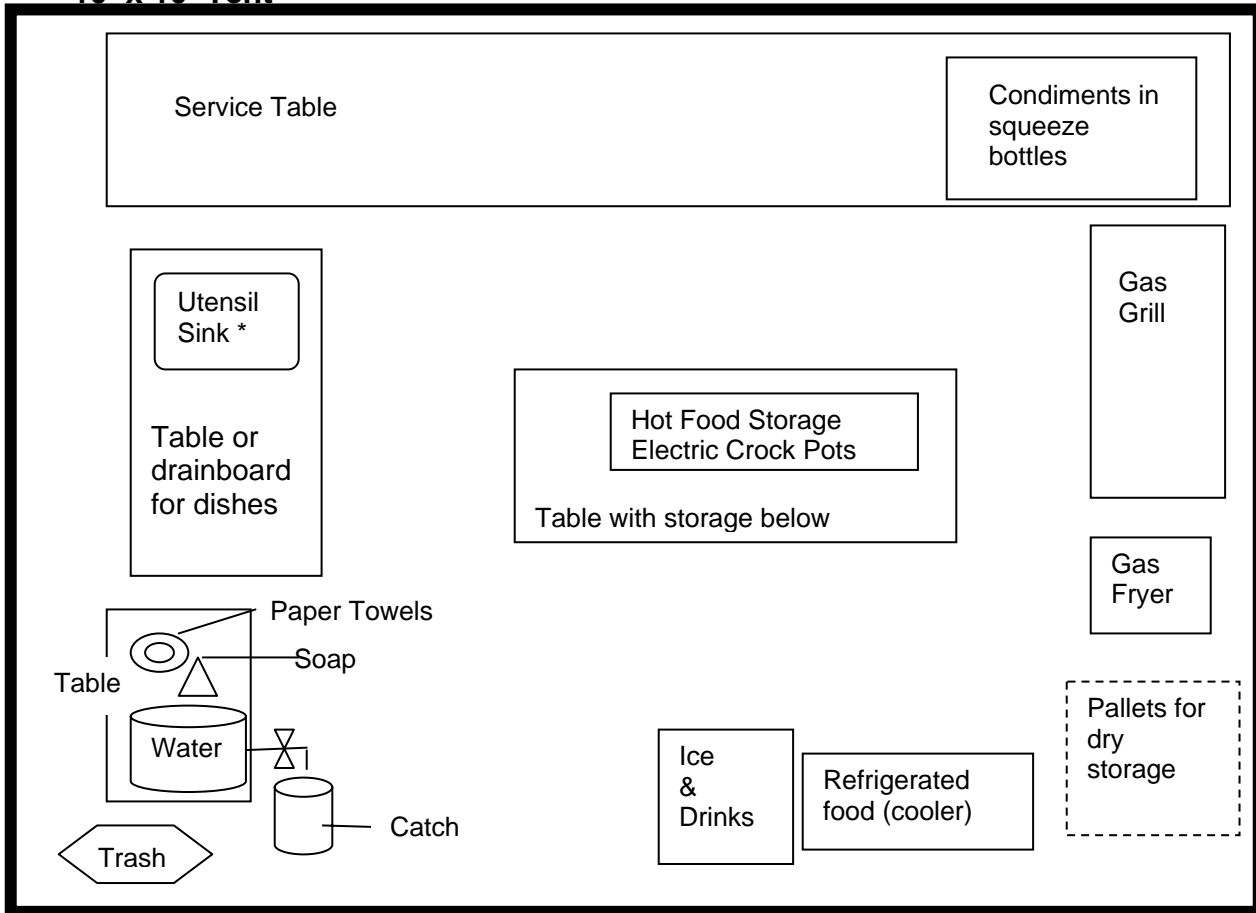 Service Table
Condiments in
squeeze
bottles
Utensil
Sink *
Table or
drainboard
for dishes
Gas
Grill
Hot Food Storage
Electric Crock Pots
Table with storage below
Gas
Fryer
Paper Towels
Soap
Table
Water
Catch
Trash
Ice
&
Drinks
Refrigerated
food (cooler)
Pallets for
dry
storage